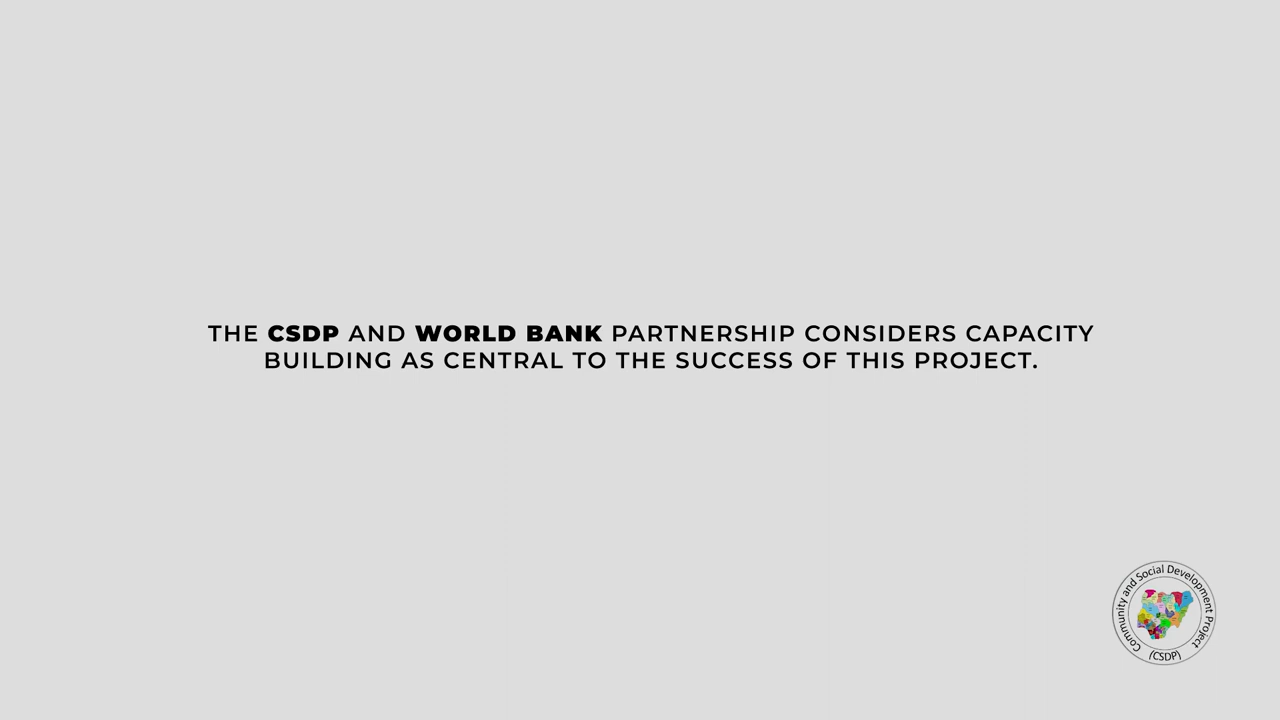 THE CSDP AND WORLD BANK PARTNERSHIP CONSIDERS CAPACITY
BUILDING AS CENTRAL TO THE SUCCESS OF THIS PROJECT.
Community and Social Development Project
(CSDP)